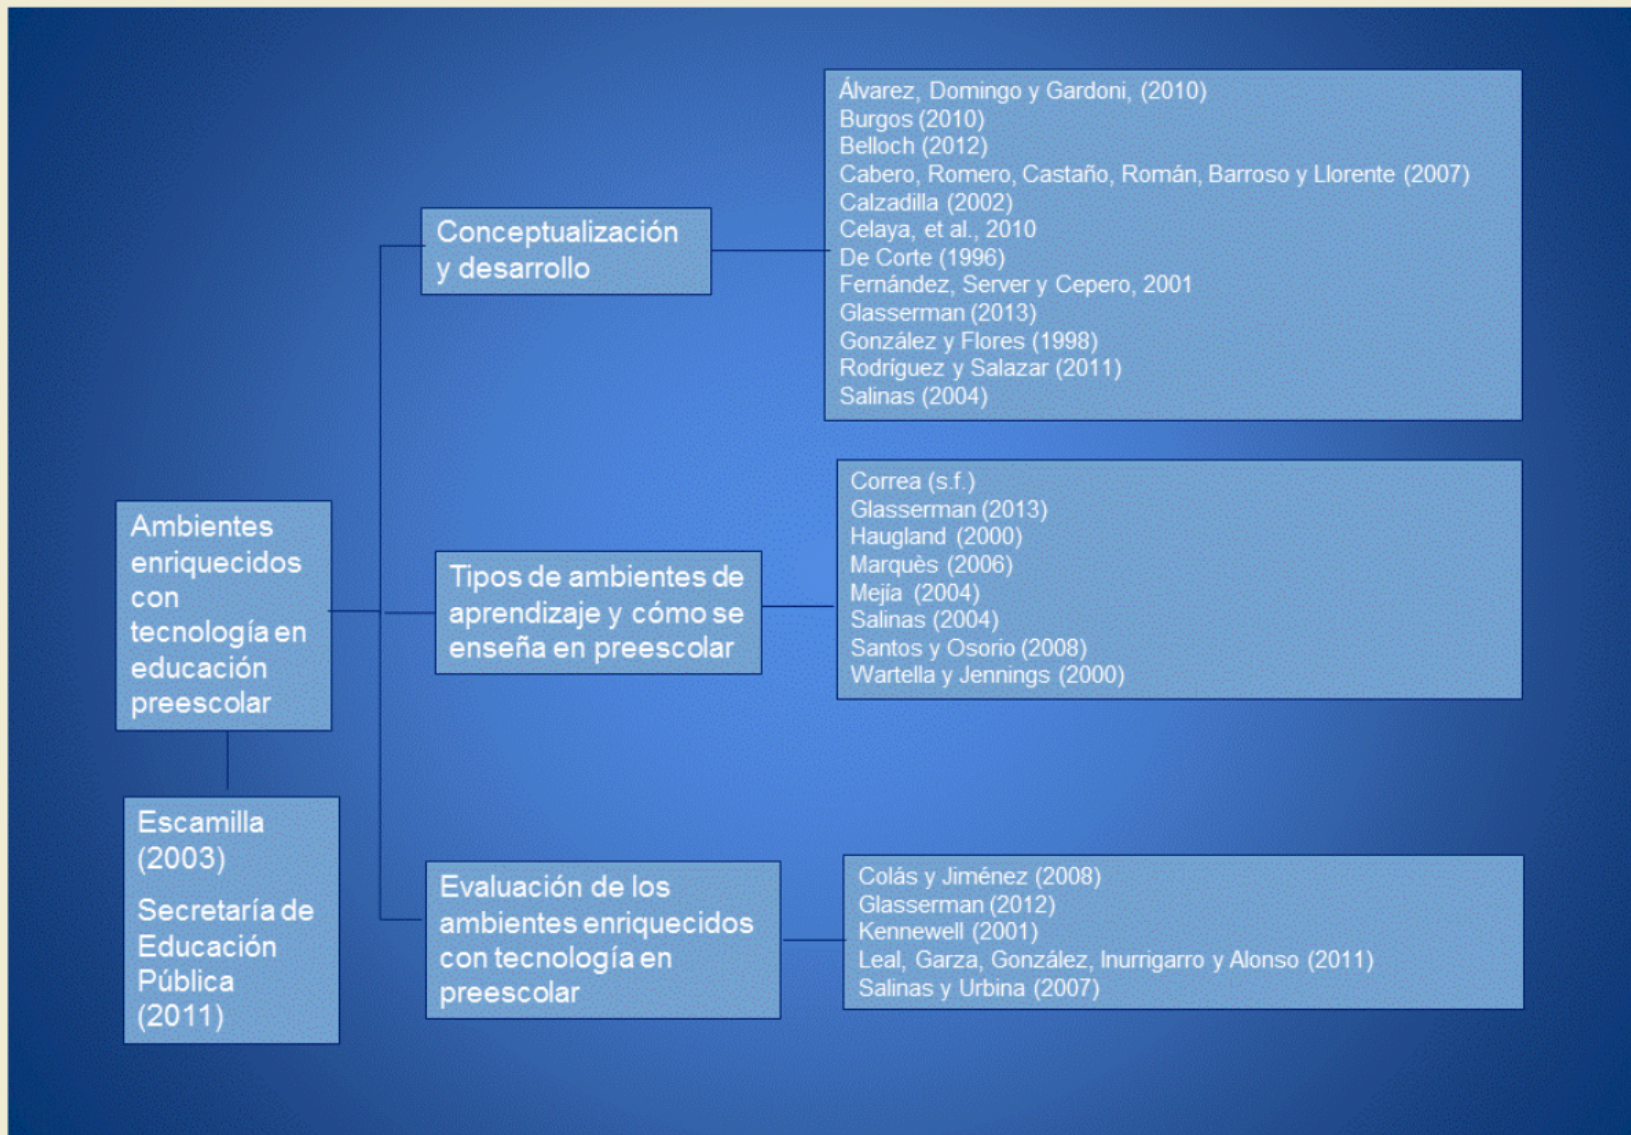 Ambientes
enriquecidos
con
tecnología en
educación
preescolar
Escamilla
(2003)
Secretaría de
Educación
Pública
(2011)
Conceptualización
y desarrollo
Álvarez, Domingo y Gardoni, (2010)
Burgos (2010)
Belloch (2012)
Cabero, Romero, Castaño, Román, Barroso y Llorente (2007)
Calzadilla (2002)
Celaya, et al., 2010
De Corte (1996)
Fernández, Server y Cepero, 2001
Glasserman (2013)
González y Flores (1998)
Rodríguez y Salazar (2011)
Salinas (2004)
Tipos de ambientes de
aprendizaje y cómo se
enseña en preescolar
Correa (s.f.)
Glasserman (2013)
Haugland (2000)
Marquès (2006)
Mejía (2004)
Salinas (2004)
Santos y Osorio (2008)
Wartella y Jennings (2000)
Evaluación de los
ambientes enriquecidos
con tecnología en
preescolar
Colás y Jiménez (2008)
Glasserman (2012)
Kennewell (2001)
Leal, Garza, González, Inurrigarro y Alonso (2011)
Salinas y Urbina (2007)